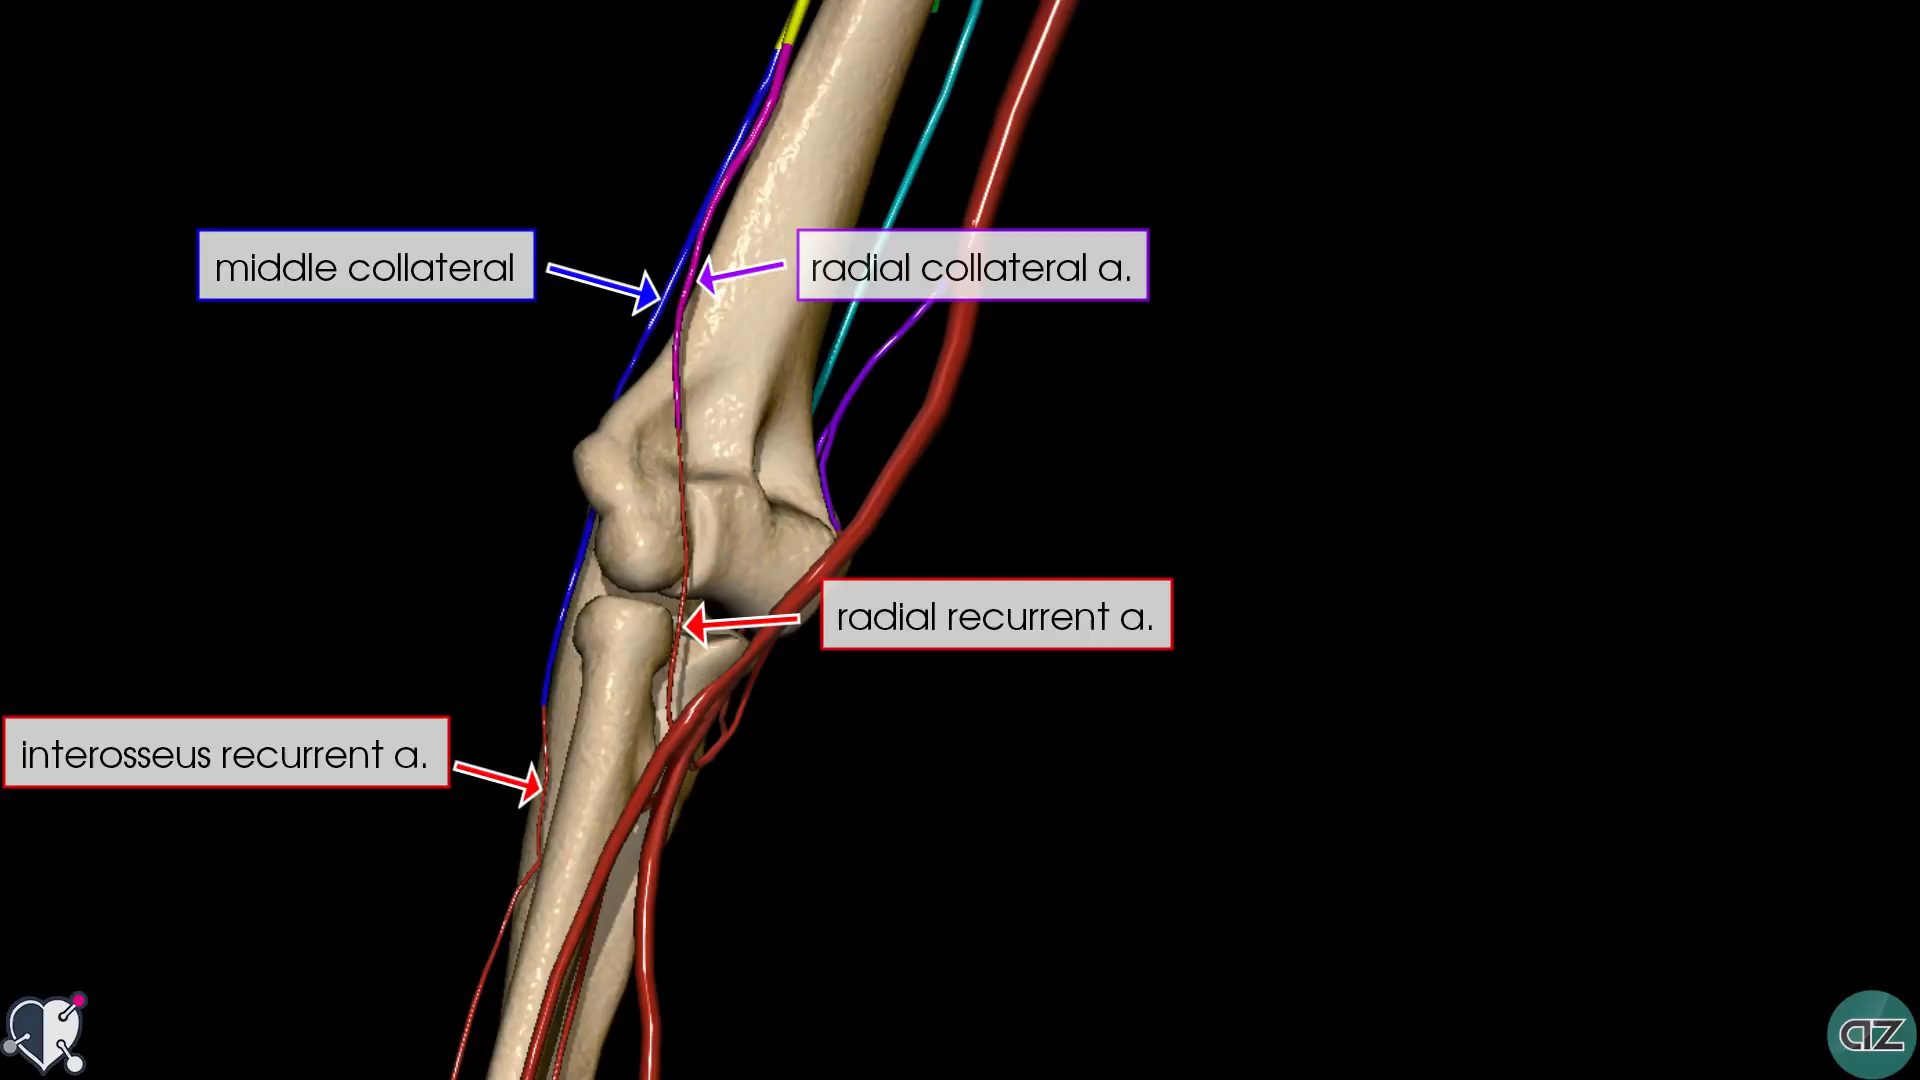 middle collateral
radial collateral a.
radial recurrent a.
interosseus recurrent a.
az